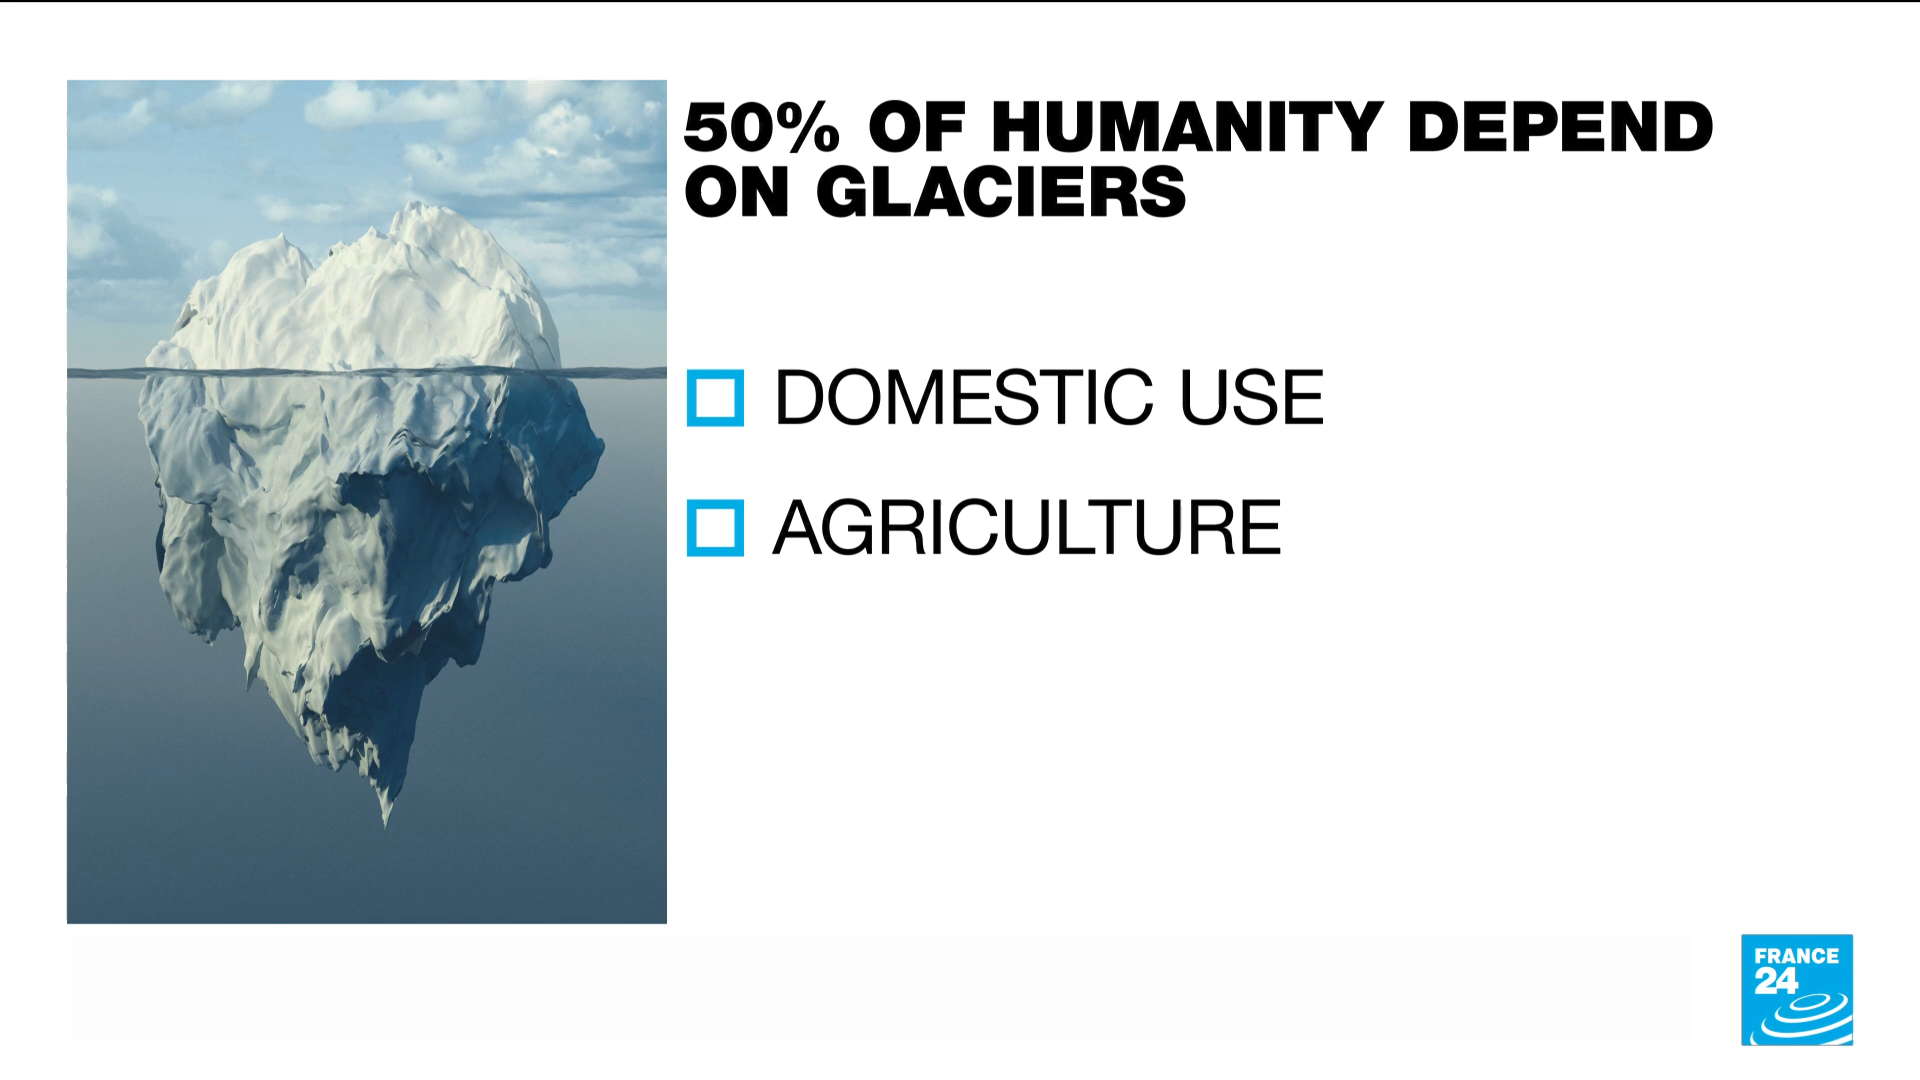 50% OF HUMANITY DEPEND
ON GLACIERS
DOMESTIC USE
AGRICULTURE
FRANCE
24